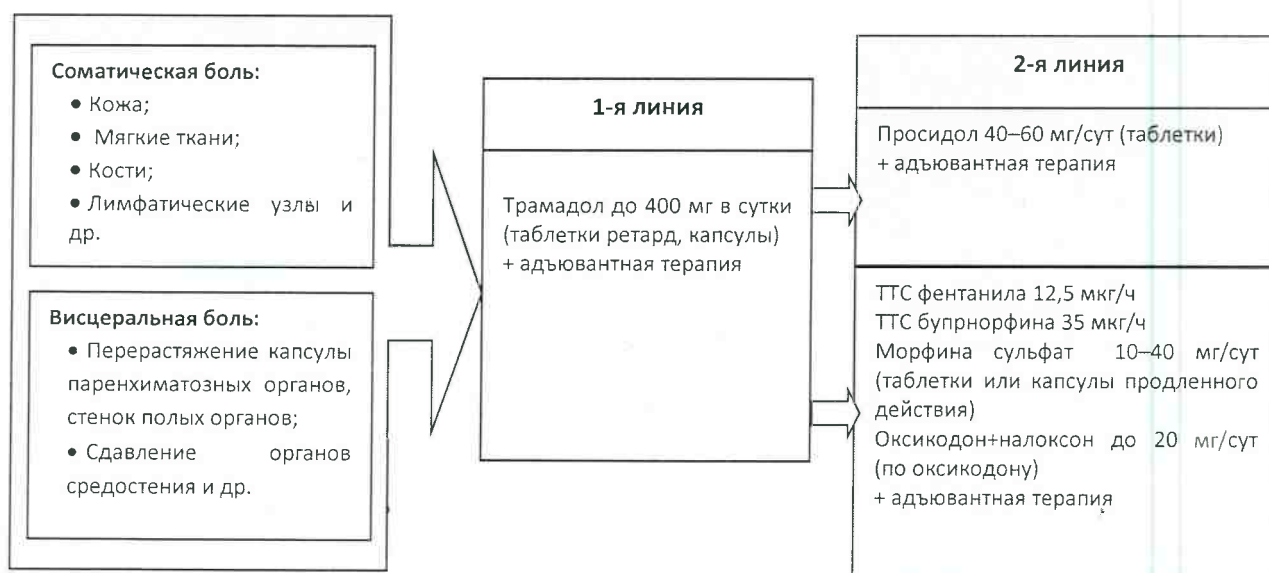 Соматическая боль:
• Кожа;
• Мягкие ткани;
• Кости;
• Лимфатические узлы и
др.
Висцеральная боль:
• Перерастяжение капсулы
паренхиматозных органов,
стенок полых органов;
• Сдавление органов
средостения и др.
1-я линия
Трамадол до 400 мг в сутки
(таблетки ретард, капсулы)
+ адъювантная терапия
2-я линия
Просидол 40–60 мг/сут (таблетки)
+ адъювантная терапия
ТТС фентанила 12,5 мкг/ч
ТТС бупрнорфина 35 мкг/ч
Морфина сульфат 10–40 мг/сут
(таблетки или капсулы продленного
действия)
Оксикодон+налоксон до 20 мг/сут
(по оксикодону)
+ адъювантная терапия